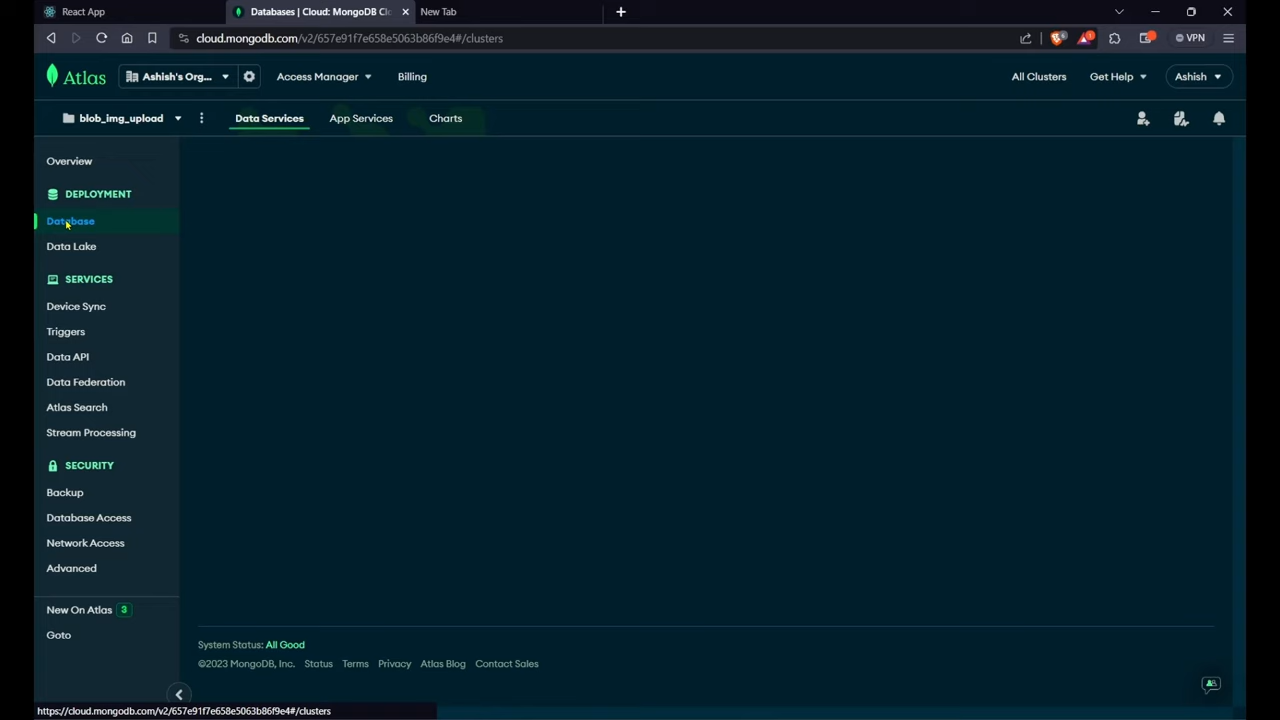 React App
Databases | Cloud: MongoDB Cl
New Tab
cloud.mongodb.com/v2/657e91f7e658e5063b86f9e4#/clusters
VPN
Atlas
Ashish's Org...
Access Manager
Billing
All Clusters
Get Help
Ashish
blob_img_upload
Data Services
App Services
Charts
Overview
DEPLOYMENT
Database
Data Lake
SERVICES
Device Sync
Triggers
Data API
Data Federation
Atlas Search
Stream Processing
SECURITY
Backup
Database Access
Network Access
Advanced
New On Atlas 3
Goto
System Status: All Good
©2023 MongoDB, Inc. Status Terms Privacy Atlas Blog Contact Sales
https://cloud.mongodb.com/v2/657e91f7e658e5063b86f9e4#/clusters